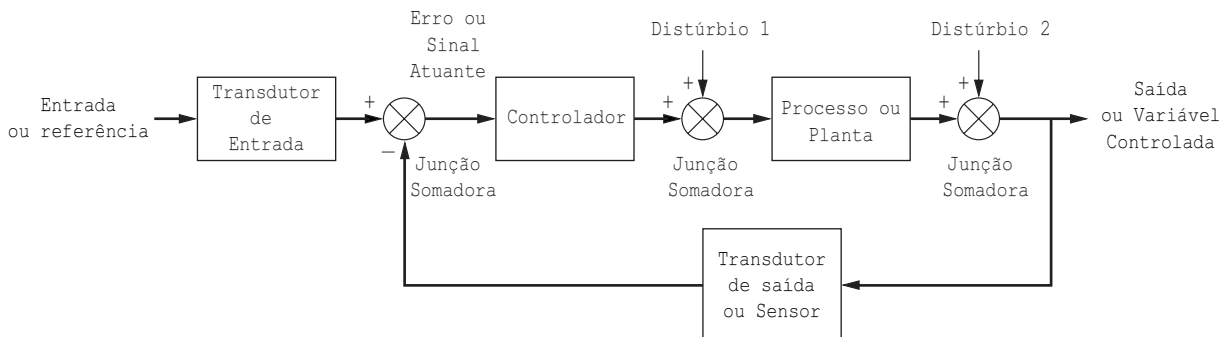 Erro ou
Sinal
Atuante
Distúrbio 1
Distúrbio 2
Entrada
ou referência
Transdutor
de
Entrada
+
−
Junção
Somadora
Controlador
+
+
Junção
Somadora
Processo ou
Planta
+
+
Junção
Somadora
Saída
ou Variável
Controlada
Transdutor
de saída
ou Sensor